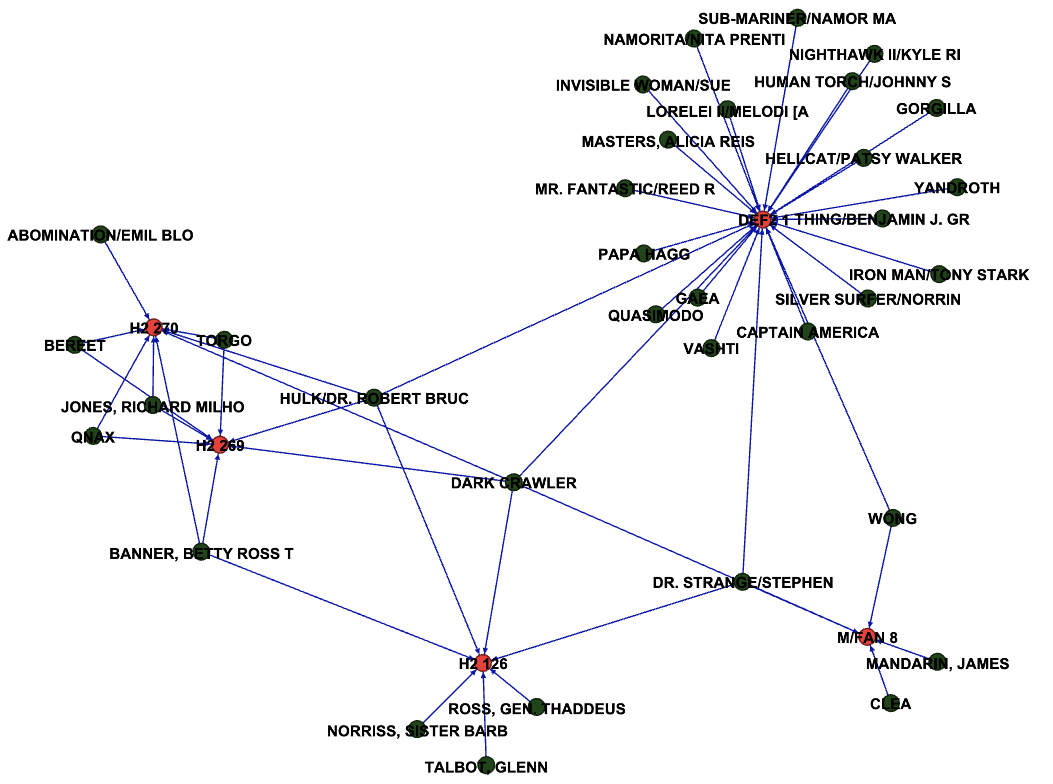 SUB-MARINER/NAMOR MA
NAMORITA/NITA PRENTI
NIGHTHAWK II/KYLE RI
INVISIBLE WOMAN/SUE
HUMAN TORCH/JOHNNY S
LORELEI II/MELODI [A
GORGILLA
MASTERS, ALICIA REIS
HELLCAT/PATSY WALKER
MR. FANTASTIC/REED R
YANDROTH
THING/BENJAMIN J. GR
ABOMINATION/EMIL BLO
PAPA HAGG
IRON MAN/TONY STARK
GAEA
SILVER SURFER/NORRIN
QUASIMODO
H2 270
CAPTAIN AMERICA
BEREET
TORGO
VASHTI
HULK/DR. ROBERT BRUC
JONES, RICHARD MILHO
QNAX
H2 269
DARK CRAWLER
WONG
BANNER, BETTY ROSS T
DR. STRANGE/STEPHEN
M/FAN 8
H2 126
MANDARIN, JAMES
CLEA
ROSS, GEN. THADDEUS
NORRISS, SISTER BARB
TALBOT, GLENN